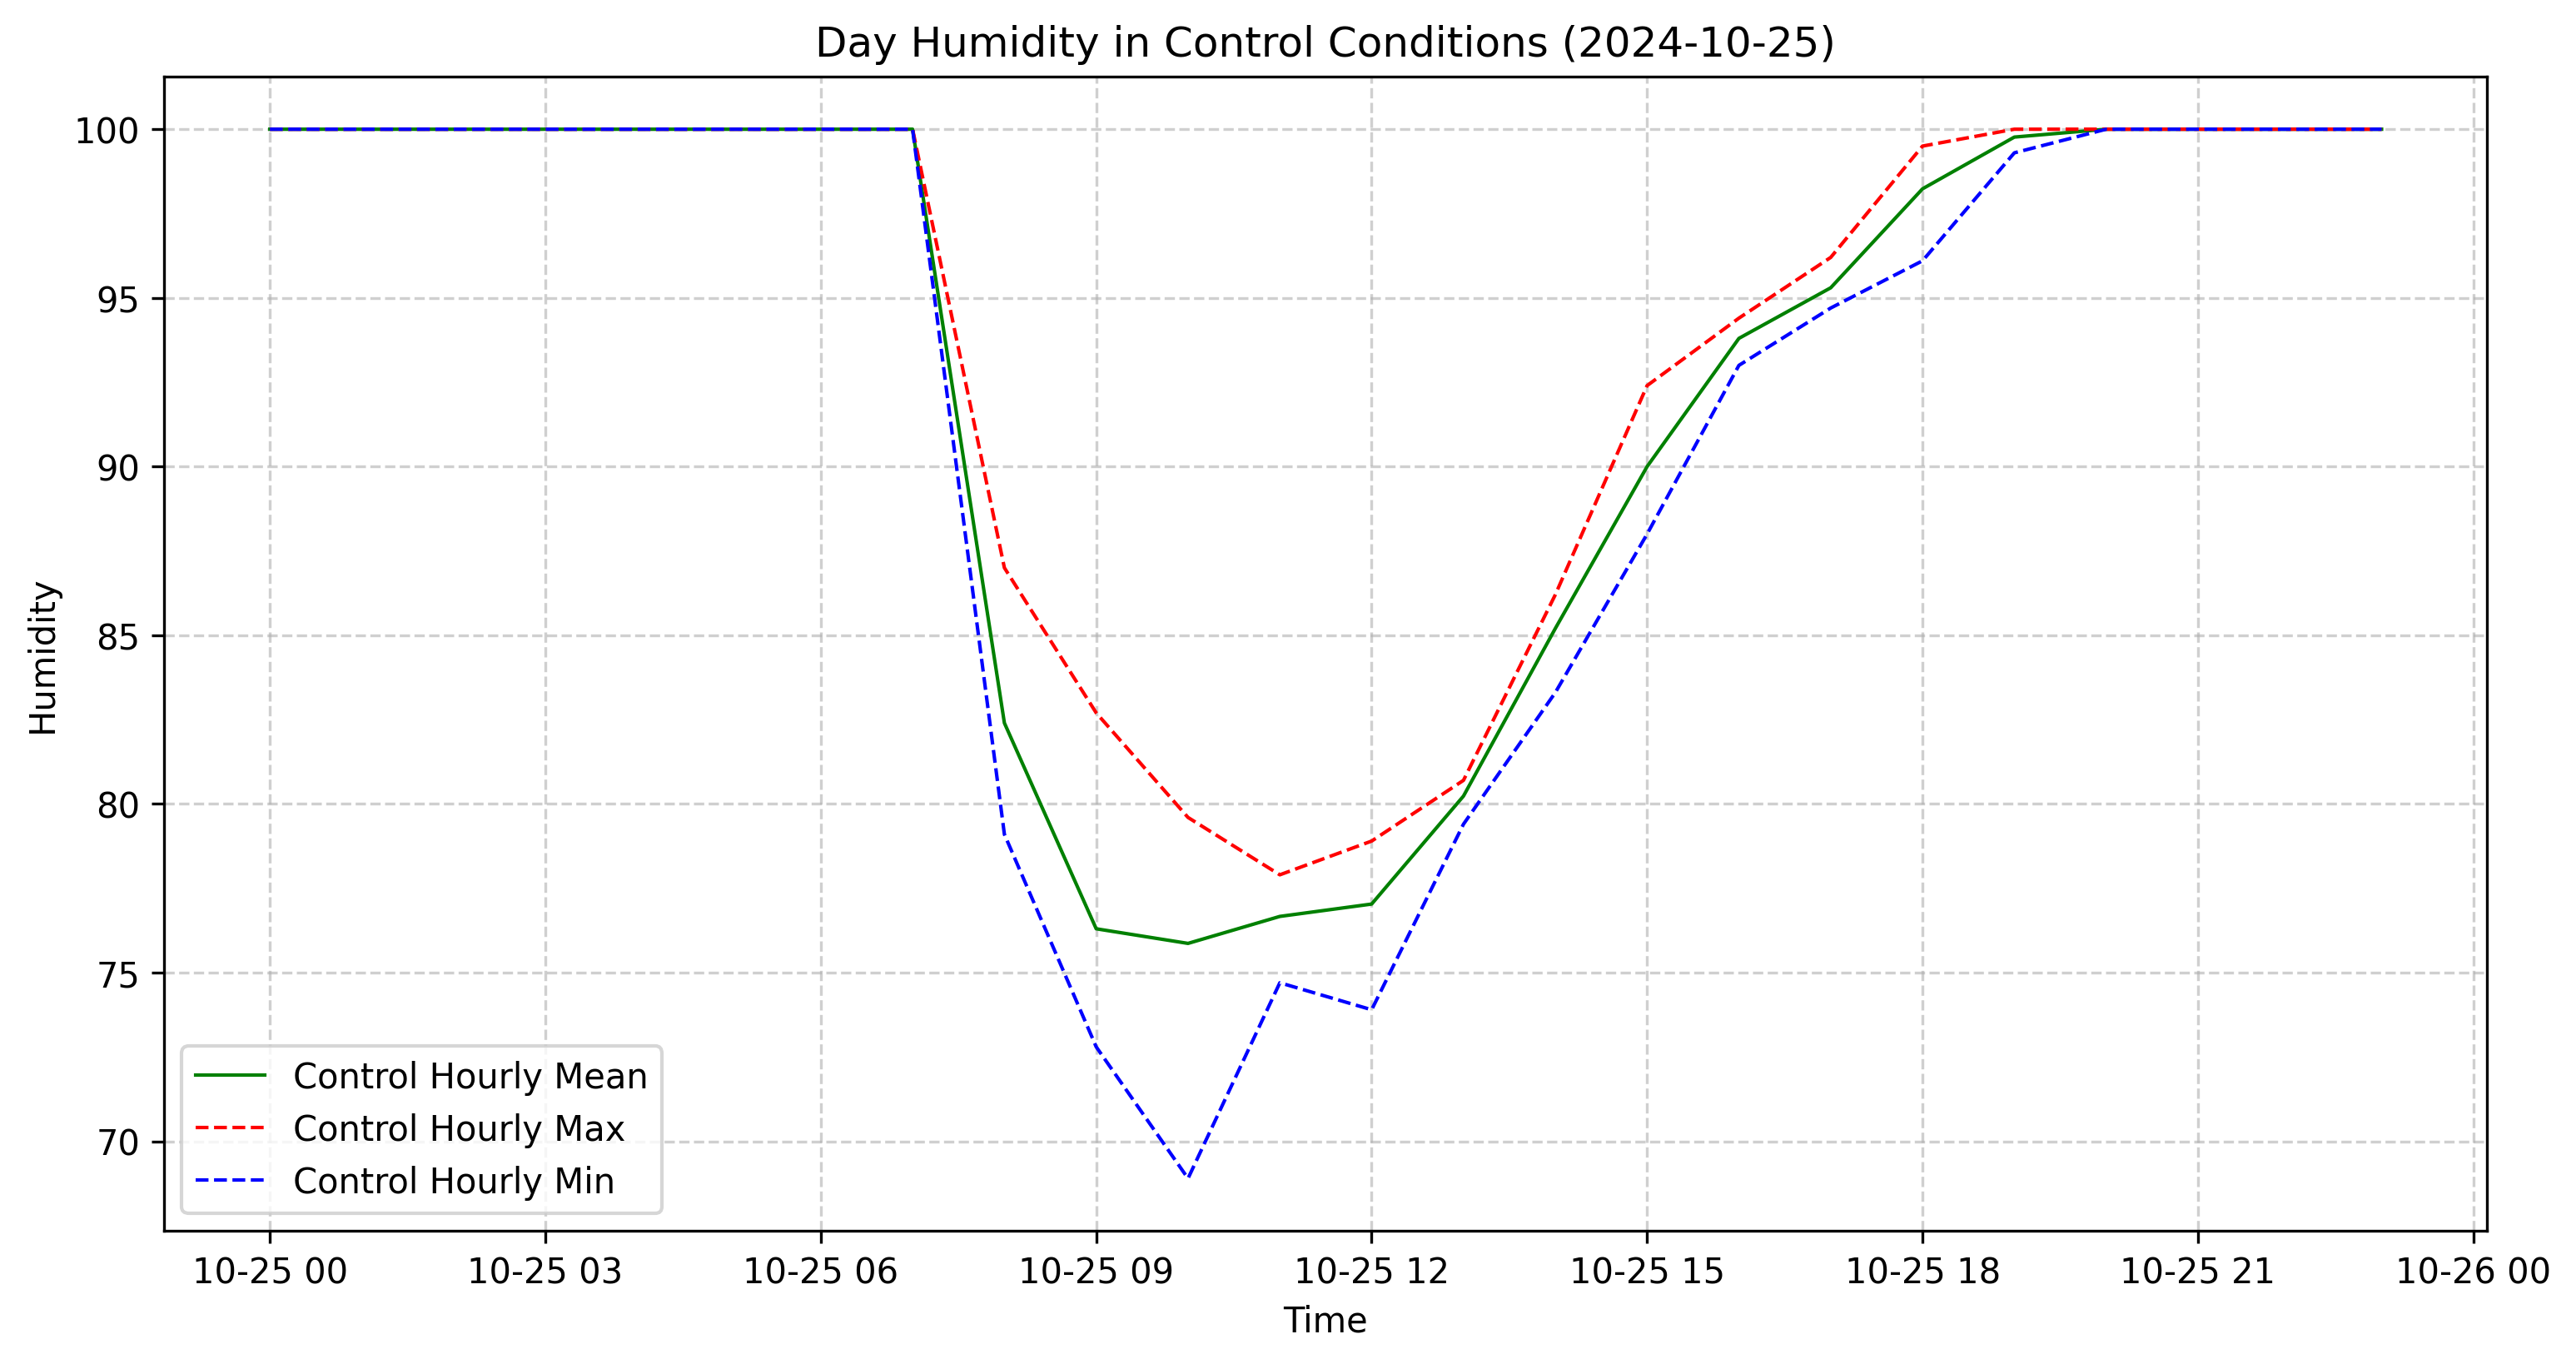 Day Humidity in Control Conditions (2024-10-25)
Humidity
100
95
90
85
80
75
70
Control Hourly Mean
Control Hourly Max
Control Hourly Min
10-25 00
10-25 03
10-25 06
10-25 09
10-25 12
10-25 15
10-25 18
10-25 21
10-26 00
Time